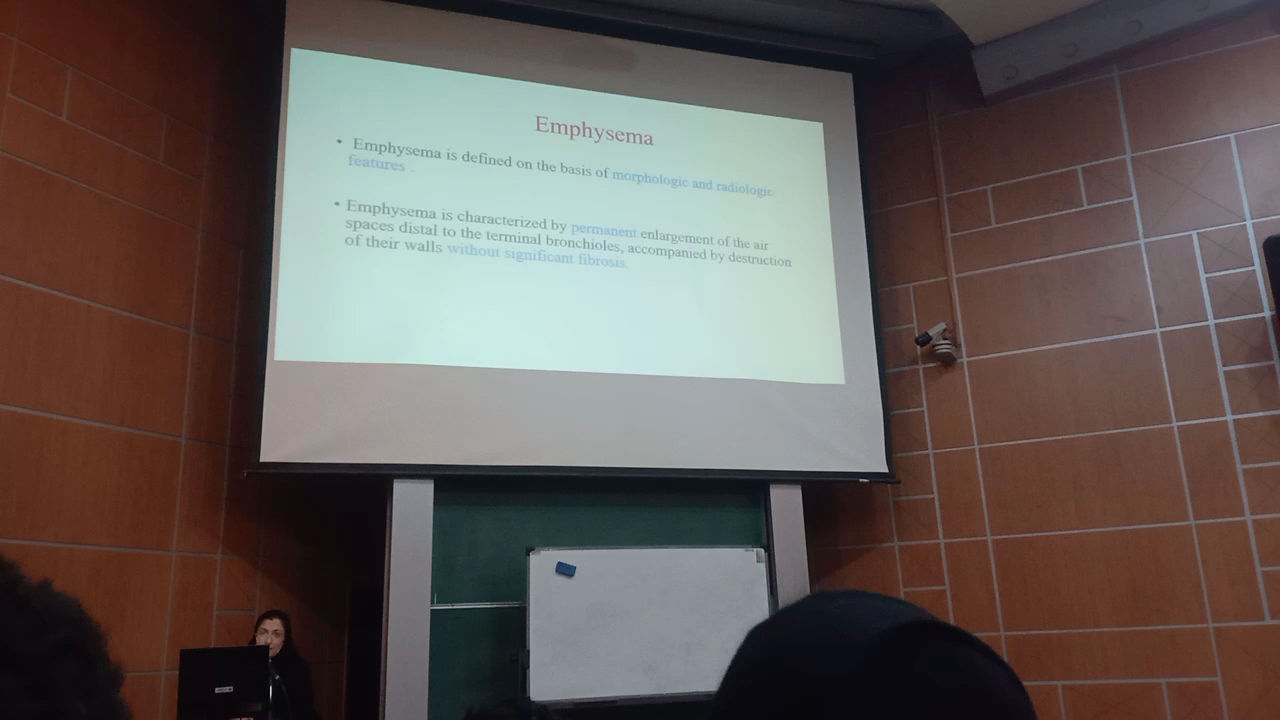 Emphysema
• Emphysema is defined on the basis of morphologic and radiologic
features .
• Emphysema is characterized by permanent enlargement of the air
spaces distal to the terminal bronchioles, accompanied by destruction
of their walls without significant fibrosis.